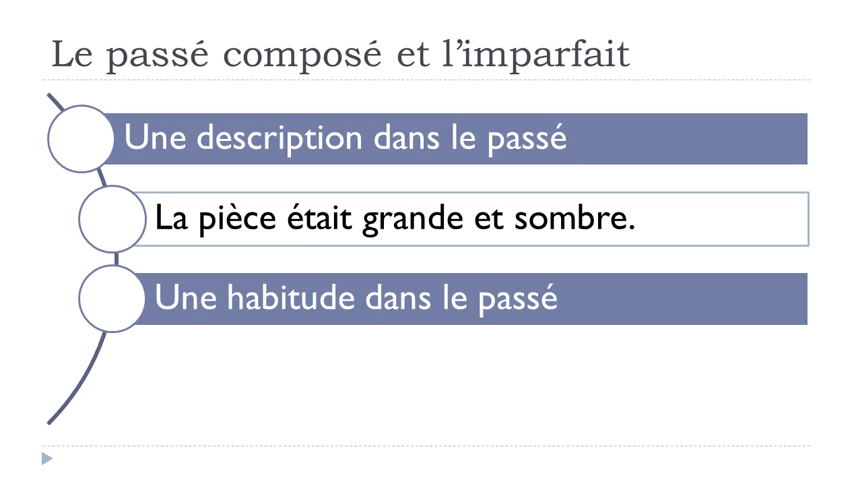 Le passé composé et l’imparfait
Une description dans le passé
La pièce était grande et sombre.
Une habitude dans le passé